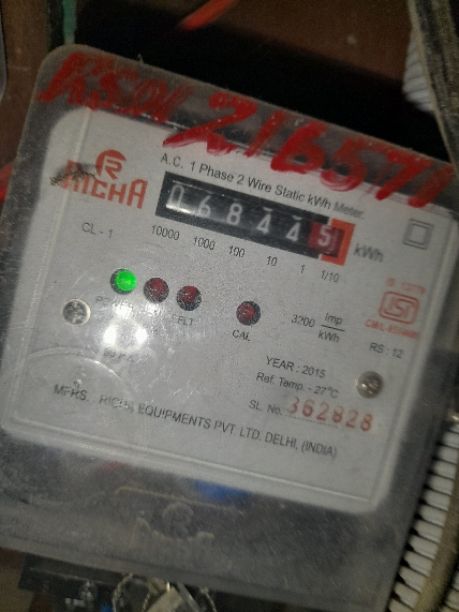 216571
A.C. 1 Phase 2 Wire Static kWh Meter.
RICHA
068445 kWh
CL - 1
10000 1000 100 10 1 1/10
3200 Imp/kWh
CAL
RS : 12
YEAR : 2015
Ref. Temp. - 27°C
SL. No. 362828
MFRS. RICHA EQUIPMENTS PVT. LTD. DELHI, (INDIA)